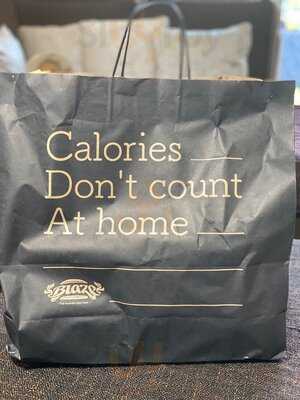 Calories
Don't count
At home
Blaze